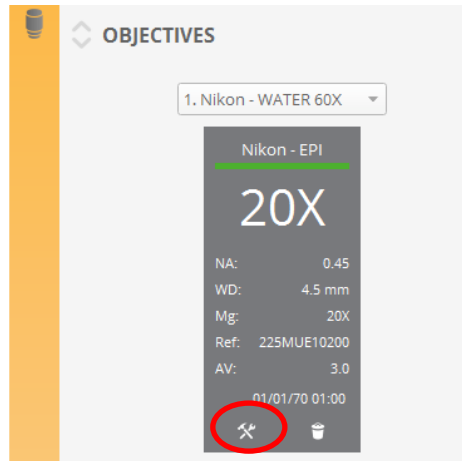 OBJECTIVES
1. Nikon - WATER 60X
Nikon - EPI
20X
NA: 0.45
WD: 4.5 mm
Mg: 20X
Ref: 225MUE10200
AV: 3.0
01/01/70 01:00